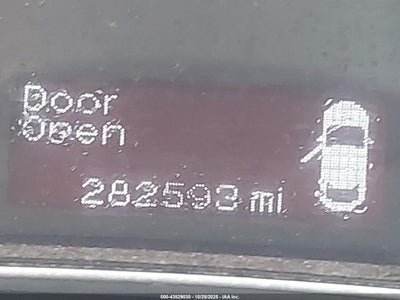 Door
Open
282593 mi
000-43829030 - 10/28/2025 - IAA Inc.